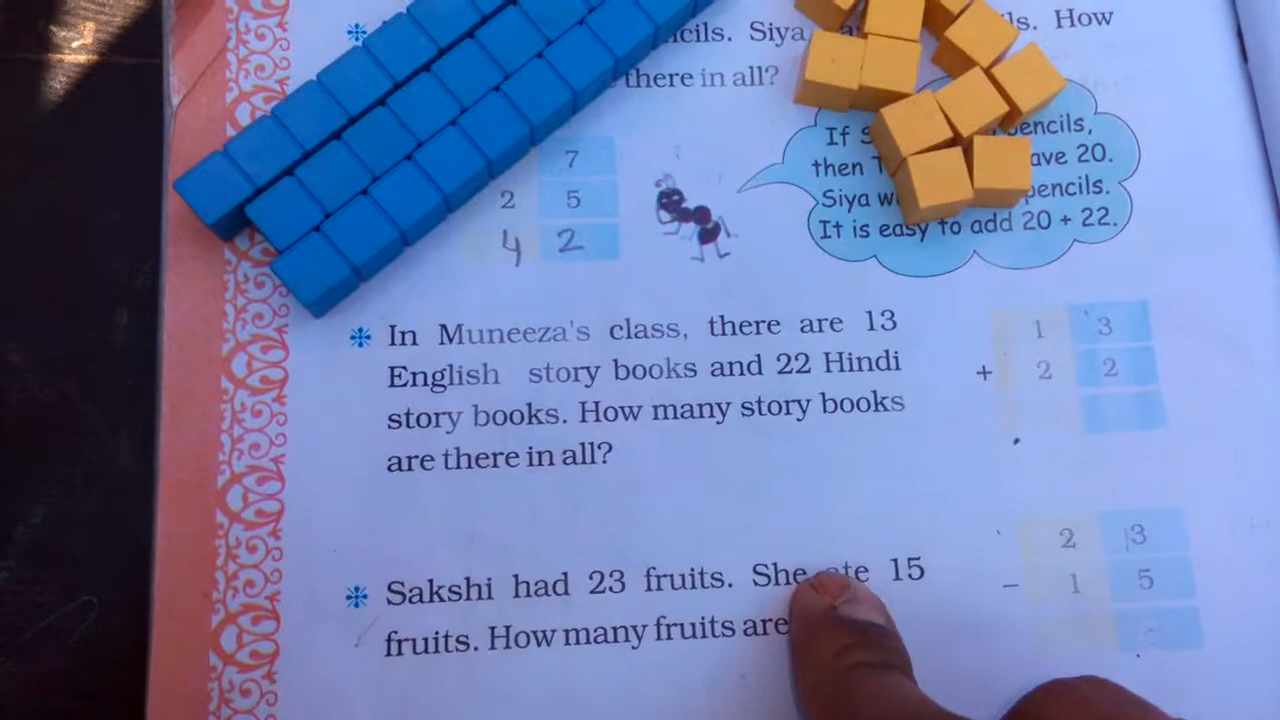 cils. Siya ls. How
there in all?
7
2 5
4 2
If pencils,
then ave 20.
Siya pencils.
It is easy to add 20 + 22.
In Muneeza's class, there are 13
English story books and 22 Hindi
story books. How many story books
are there in all?
1 3
+ 2 2
Sakshi had 23 fruits. She ate 15
fruits. How many fruits are
2 13
- 1 5